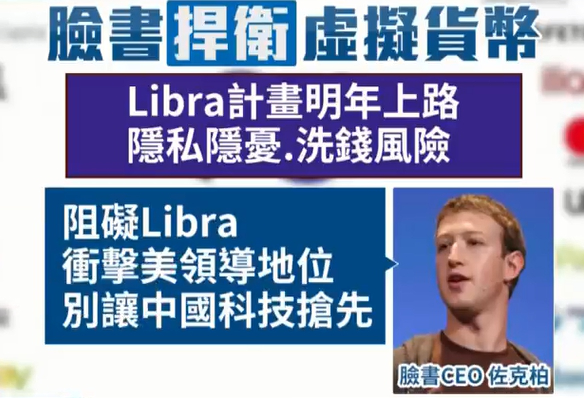 臉書捍衛虛擬貨幣
Libra計畫明年上路
隱私隱憂.洗錢風險
阻礙Libra
衝擊美領導地位
別讓中國科技搶先
臉書CEO 佐克柏